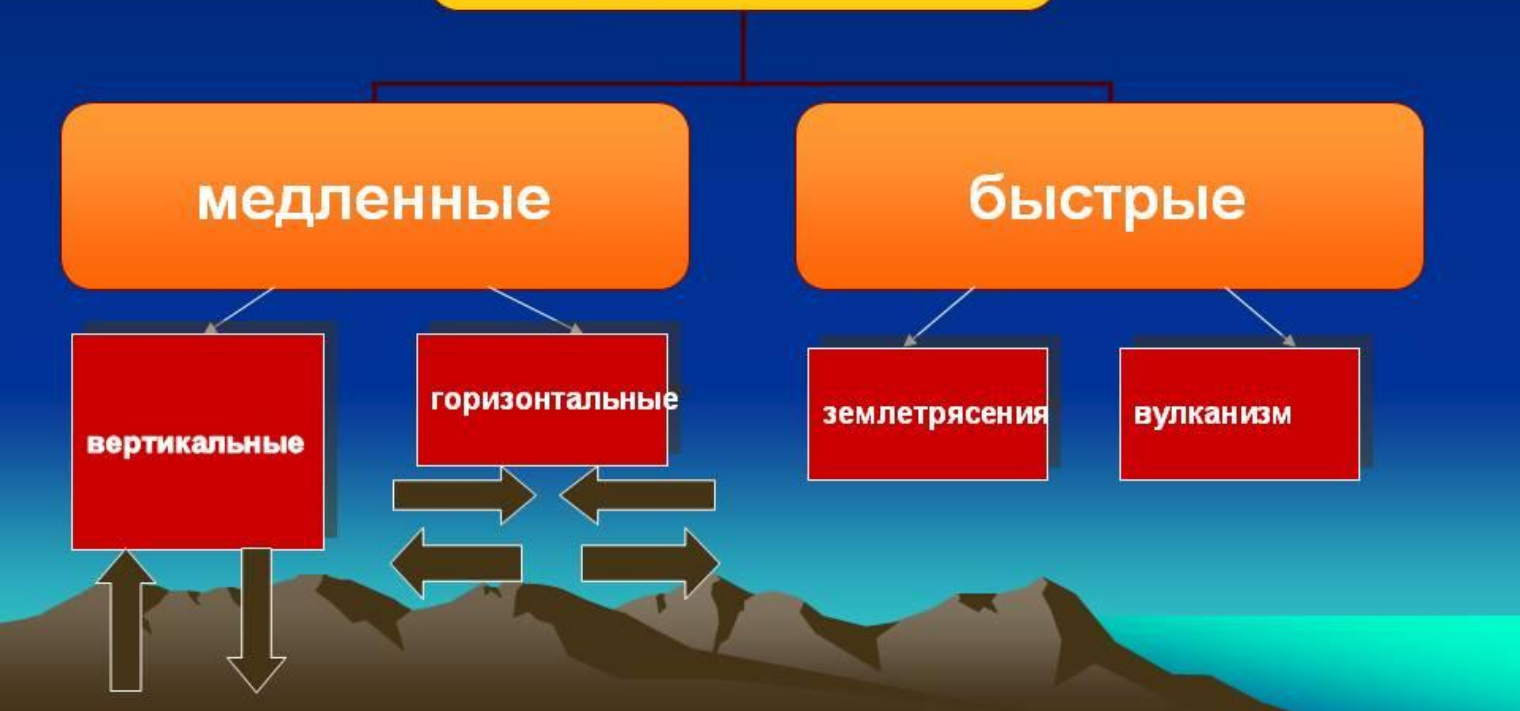 медленные
быстрые
вертикальные
горизонтальные
землетрясения
вулканизм